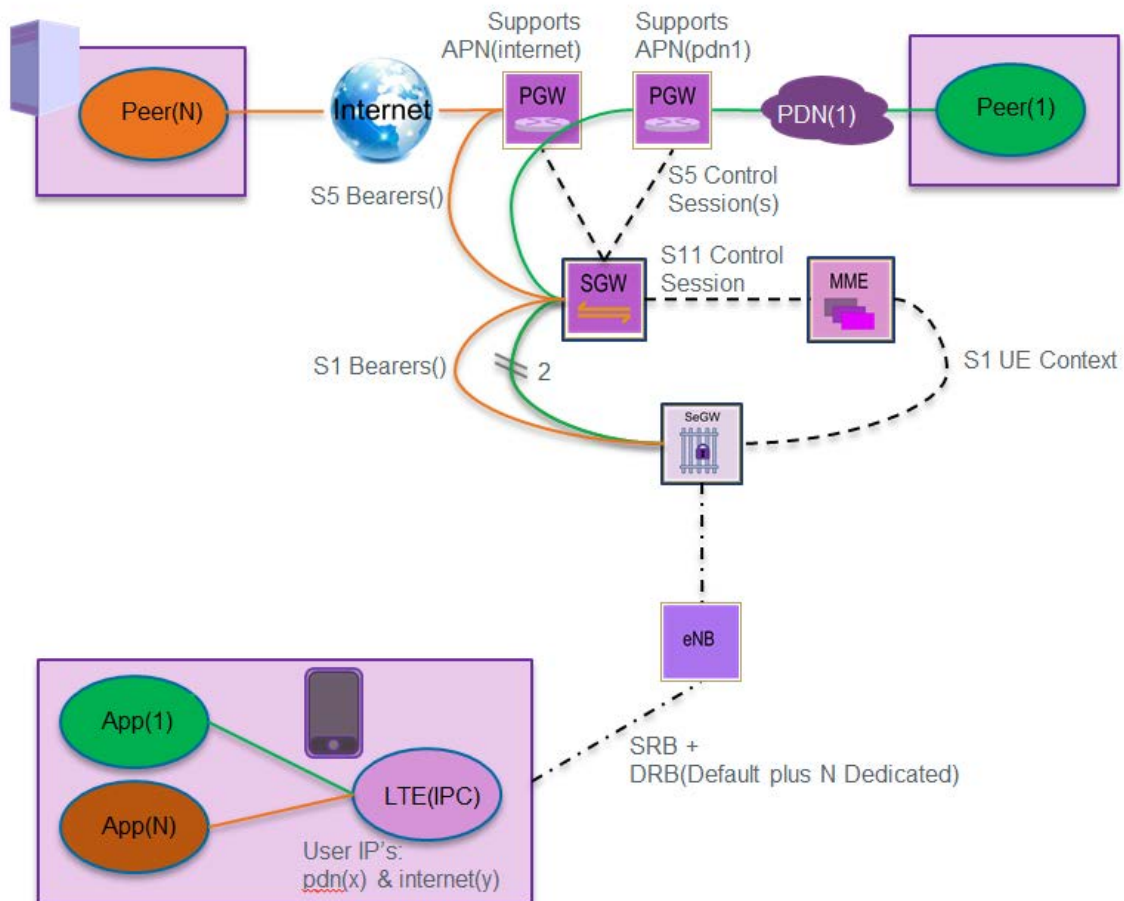 Supports
APN(internet)
Supports
APN(pdn1)
Peer(N)
Internet
PGW
PGW
PDN(1)
Peer(1)
S5 Bearers()
S5 Control
Session(s)
SGW
S11 Control
Session
MME
S1 Bearers()
2
S1 UE Context
SeGW
eNB
App(1)
App(N)
LTE(IPC)
SRB +
DRB(Default plus N Dedicated)
User IP's:
pdn(x) & internet(y)